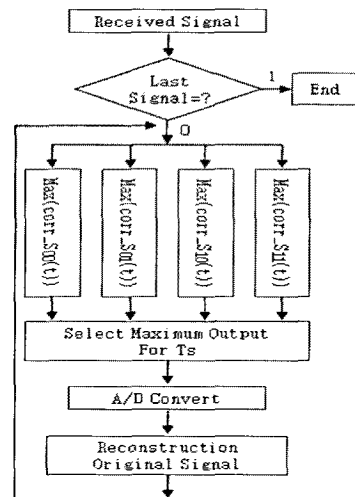 Received Signal
Last
Signal=?
1
End
0
Max(corr_S00(t))
Max(corr_S01(t))
Max(corr_S10(t))
Max(corr_S11(t))
Select Maximum Output
For Ts
A/D Convert
Reconstruction
Original Signal